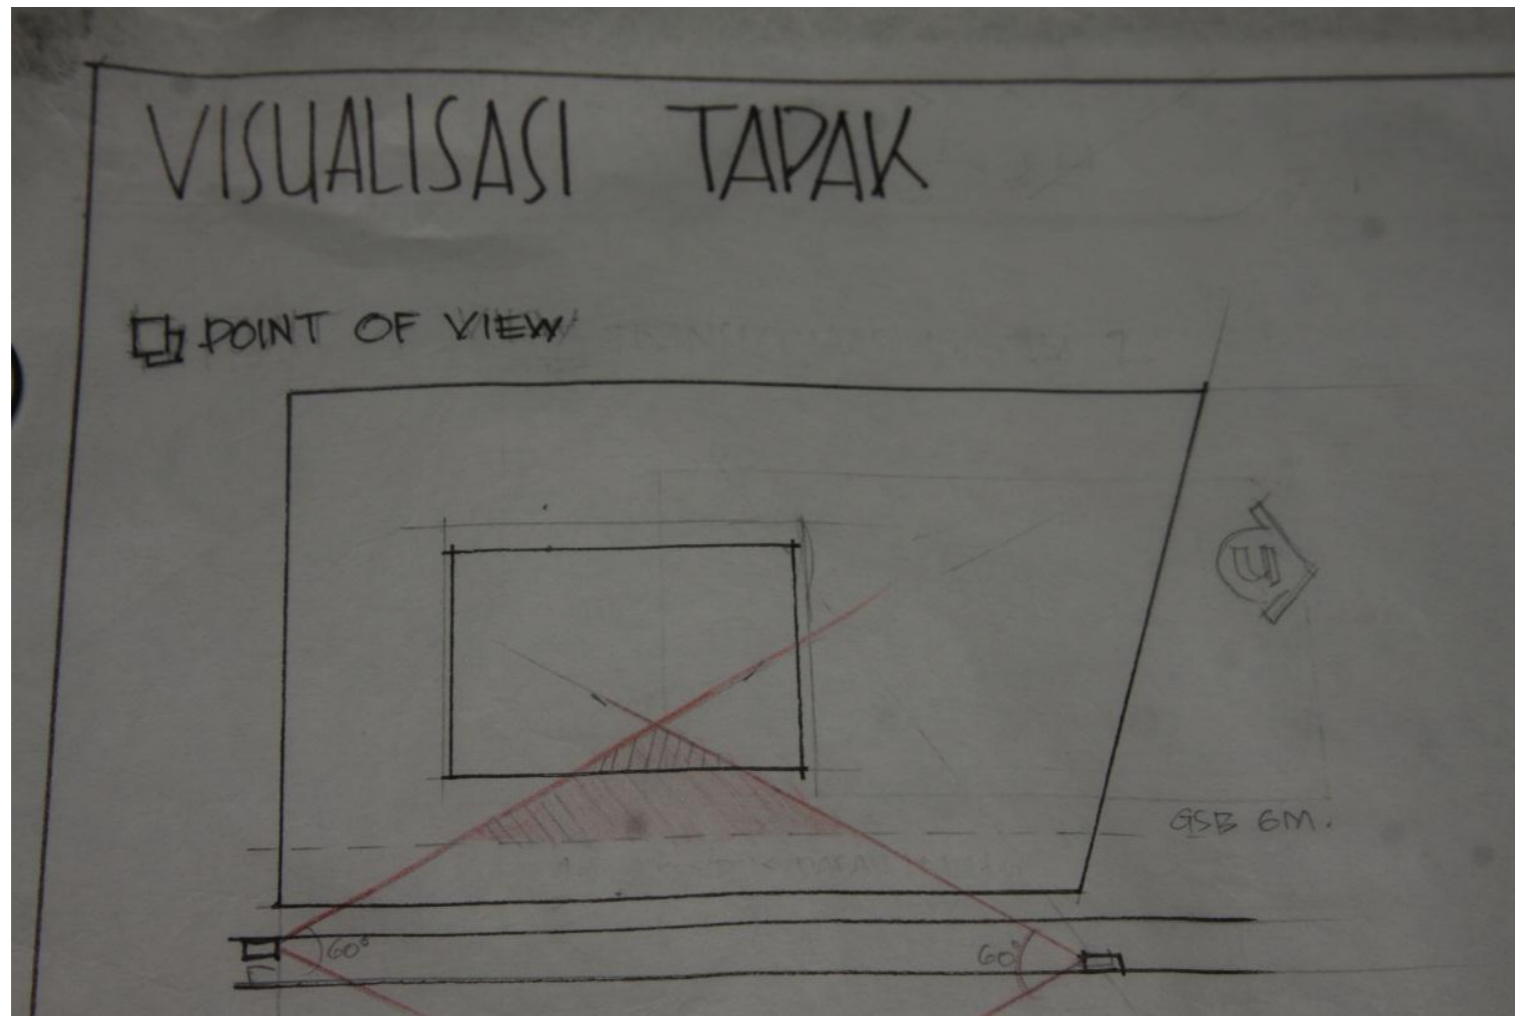 VISUALISASI TAPAK
POINT OF VIEW
U
GSB 6M.
60°
60°